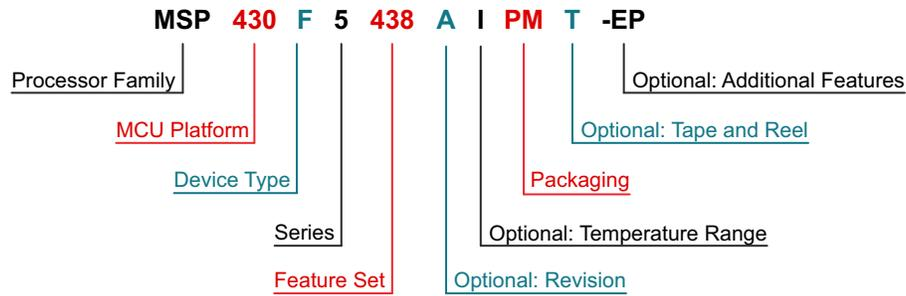 MSP 430 F 5 438 A I PM T -EP
Processor Family
Optional: Additional Features
MCU Platform
Optional: Tape and Reel
Device Type
Packaging
Series
Optional: Temperature Range
Feature Set
Optional: Revision